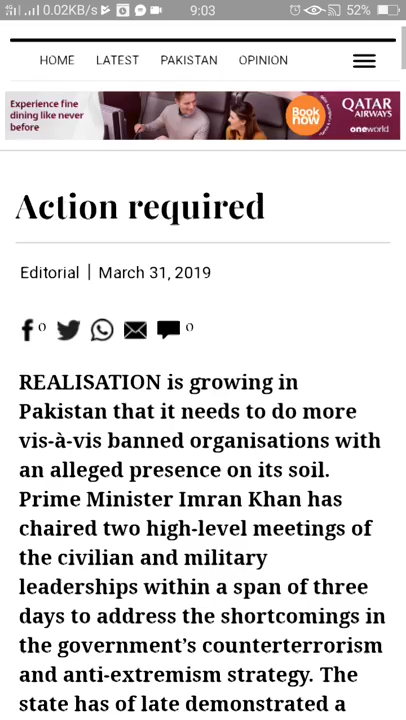 4G 0.02KB/s 9:03 52%
HOME LATEST PAKISTAN OPINION
Experience fine
dining like never
before
Book
now
QATAR
AIRWAYS
oneworld
Action required
Editorial | March 31, 2019
0 0
REALISATION is growing in
Pakistan that it needs to do more
vis-à-vis banned organisations with
an alleged presence on its soil.
Prime Minister Imran Khan has
chaired two high-level meetings of
the civilian and military
leaderships within a span of three
days to address the shortcomings in
the government's counterterrorism
and anti-extremism strategy. The
state has of late demonstrated a